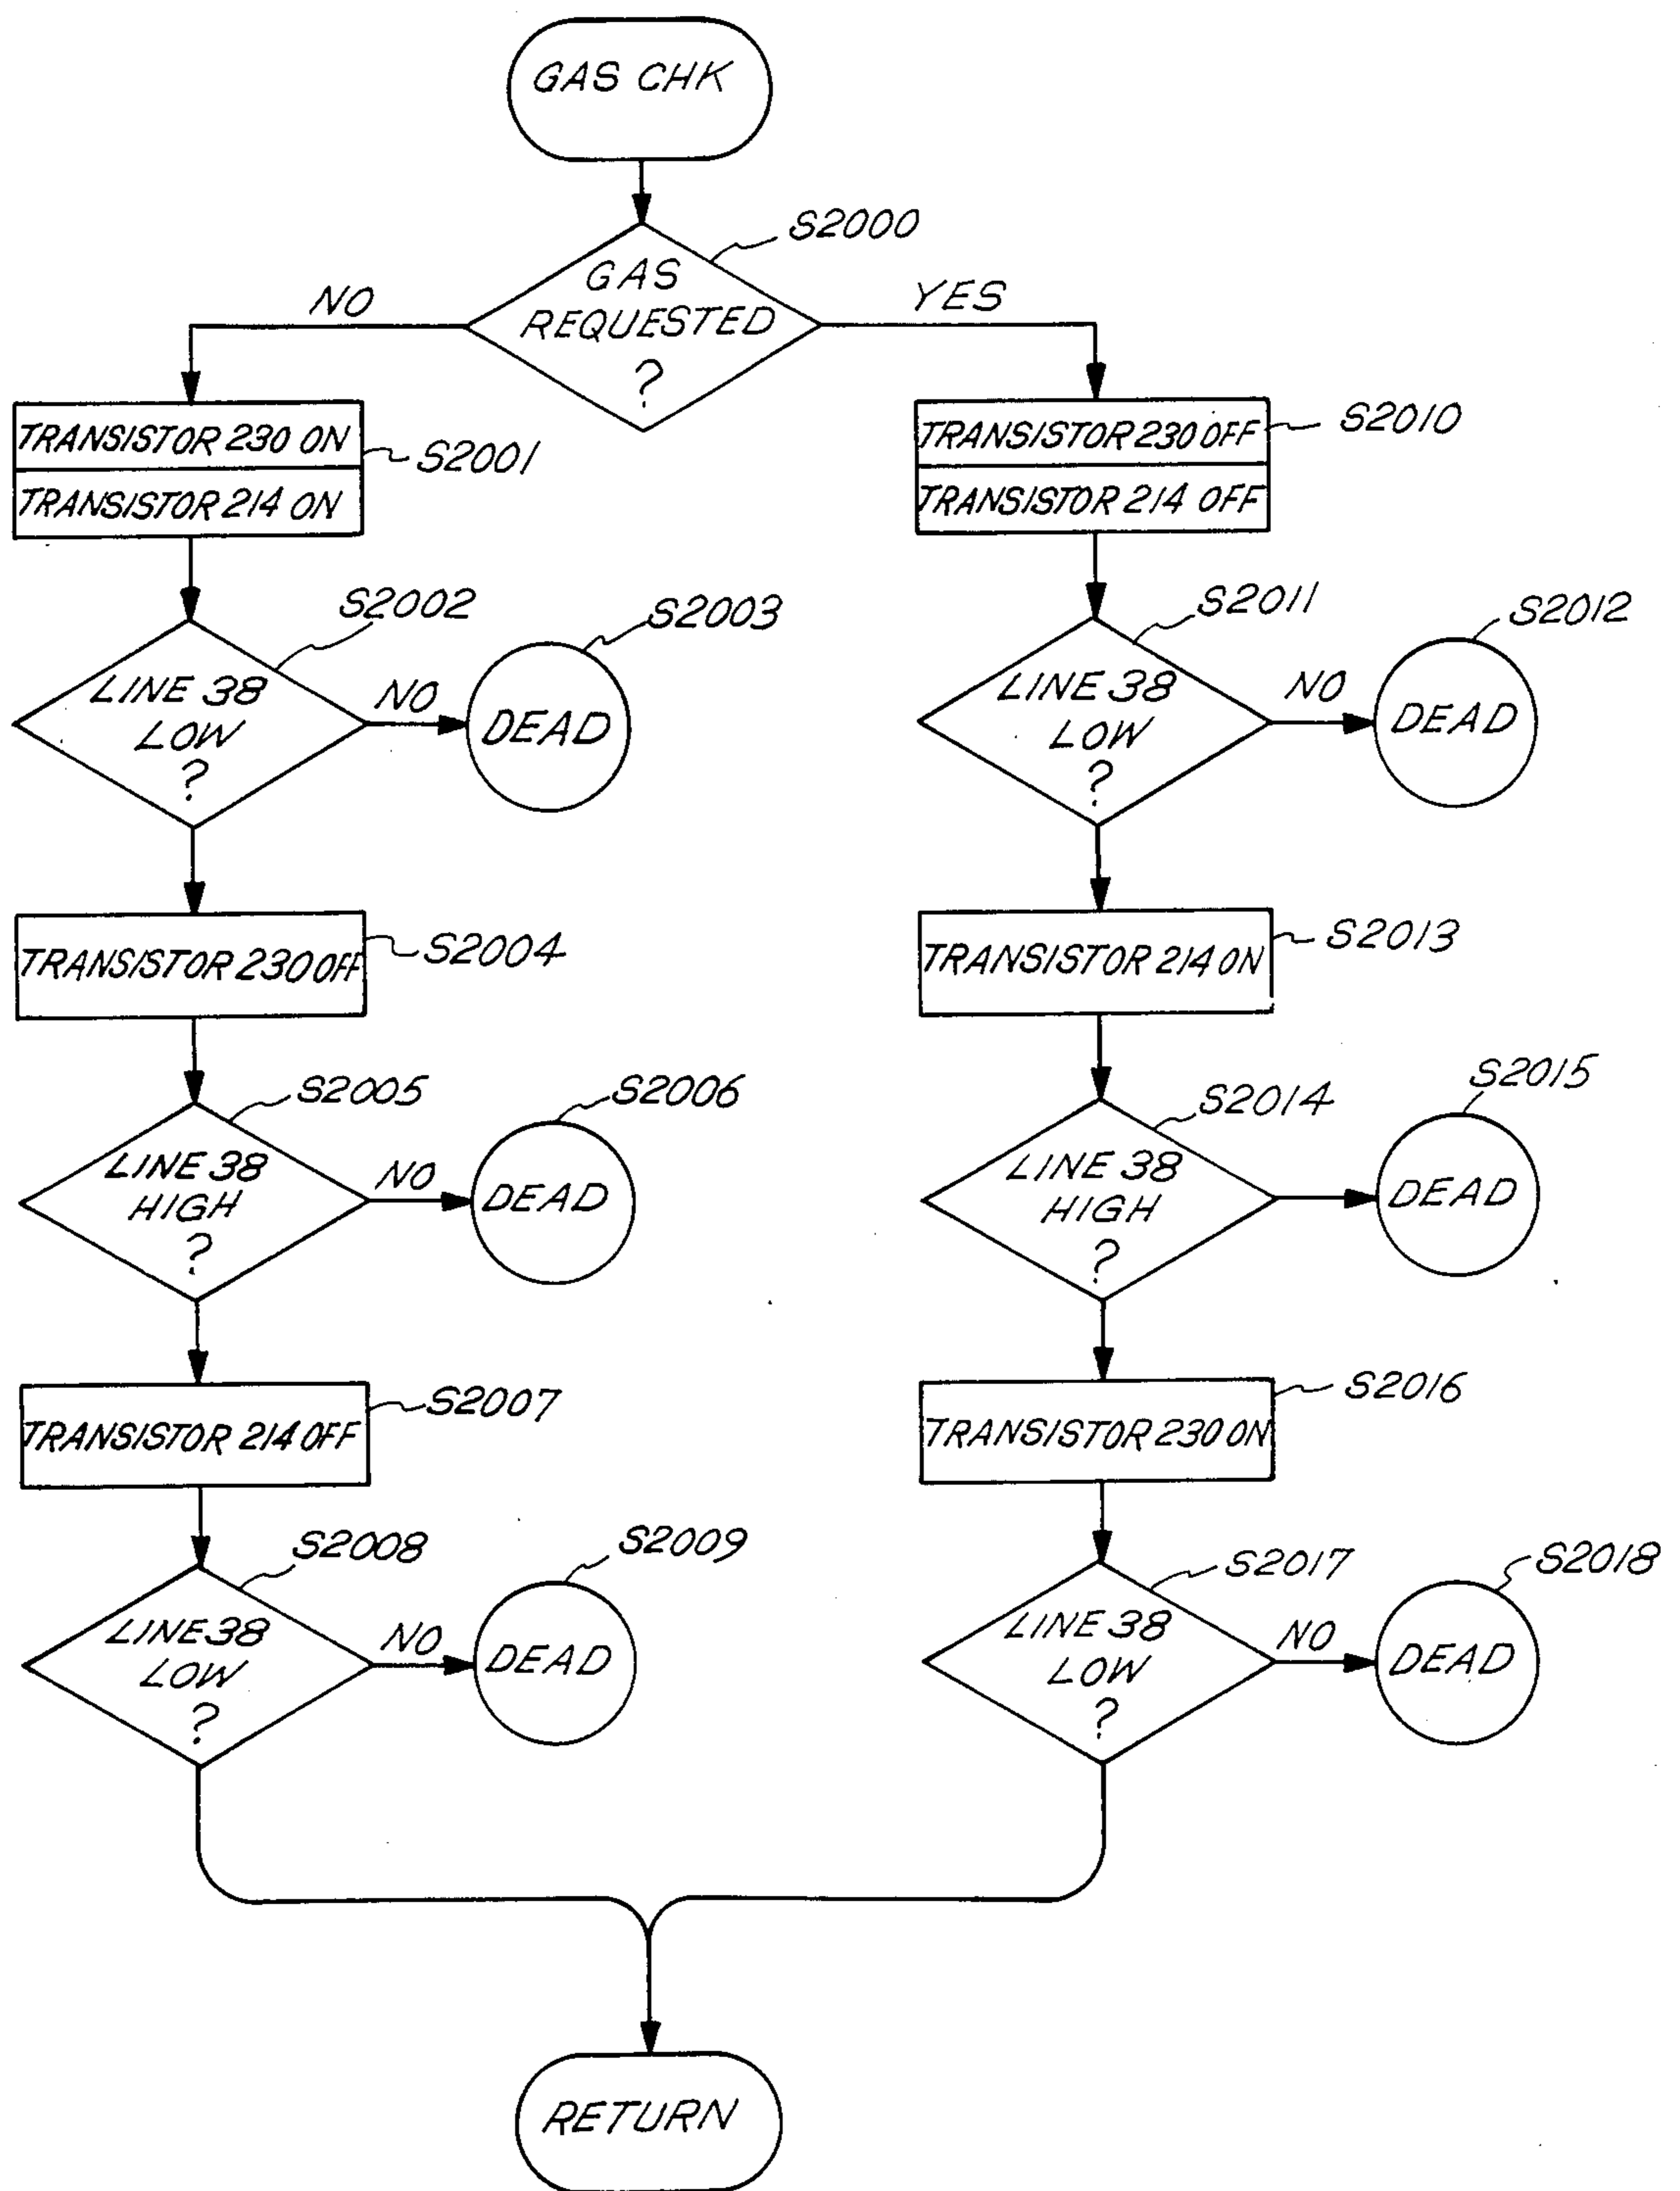 GAS CHK
S2000
GAS
REQUESTED
?
NO
YES
TRANSISTOR 230 ON
TRANSISTOR 214 ON
S2001
S2002
LINE 38
LOW
?
NO
S2003
DEAD
TRANSISTOR 230 OFF
S2004
S2005
LINE 38
HIGH
?
NO
S2006
DEAD
TRANSISTOR 214 OFF
S2007
S2008
LINE 38
LOW
?
NO
S2009
DEAD
TRANSISTOR 230 OFF
TRANSISTOR 214 OFF
S2010
S2011
LINE 38
LOW
?
NO
S2012
DEAD
TRANSISTOR 214 ON
S2013
S2014
LINE 38
HIGH
?
S2015
DEAD
TRANSISTOR 230 ON
S2016
S2017
LINE 38
LOW
?
NO
S2018
DEAD
RETURN